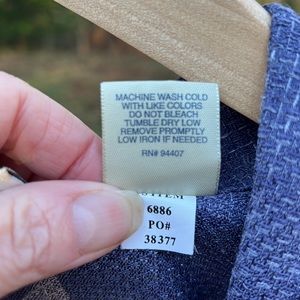 MACHINE WASH COLD
WITH LIKE COLORS
DO NOT BLEACH
TUMBLE DRY LOW
REMOVE PROMPTLY
LOW IRON IF NEEDED
RN# 94407
6886
PO#
38377